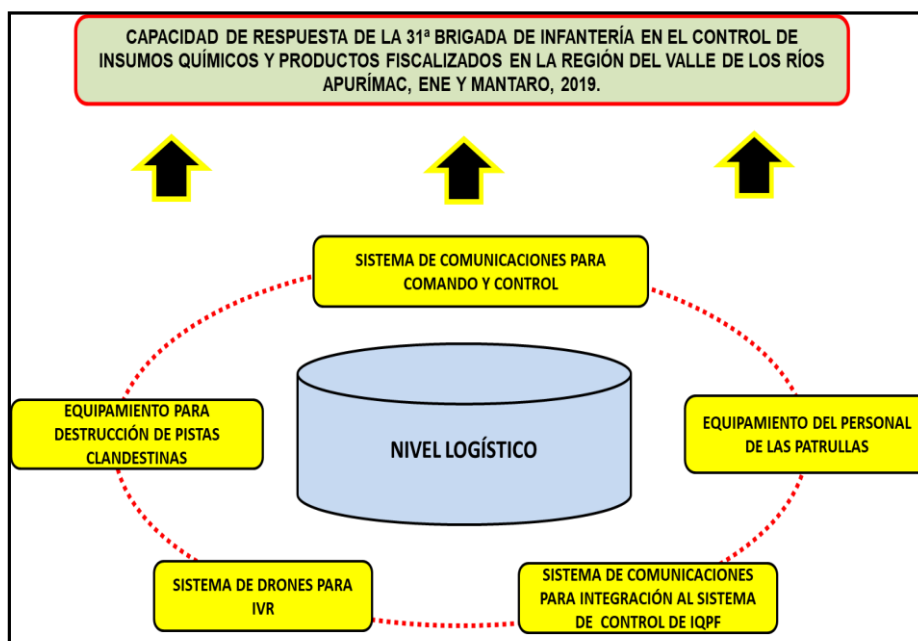 CAPACIDAD DE RESPUESTA DE LA 31ª BRIGADA DE INFANTERÍA EN EL CONTROL DE
INSUMOS QUÍMICOS Y PRODUCTOS FISCALIZADOS EN LA REGIÓN DEL VALLE DE LOS RÍOS
APURÍMAC, ENE Y MANTARO, 2019.
SISTEMA DE COMUNICACIONES PARA
COMANDO Y CONTROL
EQUIPAMIENTO PARA
DESTRUCCIÓN DE PISTAS
CLANDESTINAS
NIVEL LOGÍSTICO
EQUIPAMIENTO DEL PERSONAL
DE LAS PATRULLAS
SISTEMA DE DRONES PARA
IVR
SISTEMA DE COMUNICACIONES
PARA INTEGRACIÓN AL SISTEMA
DE CONTROL DE IQPF